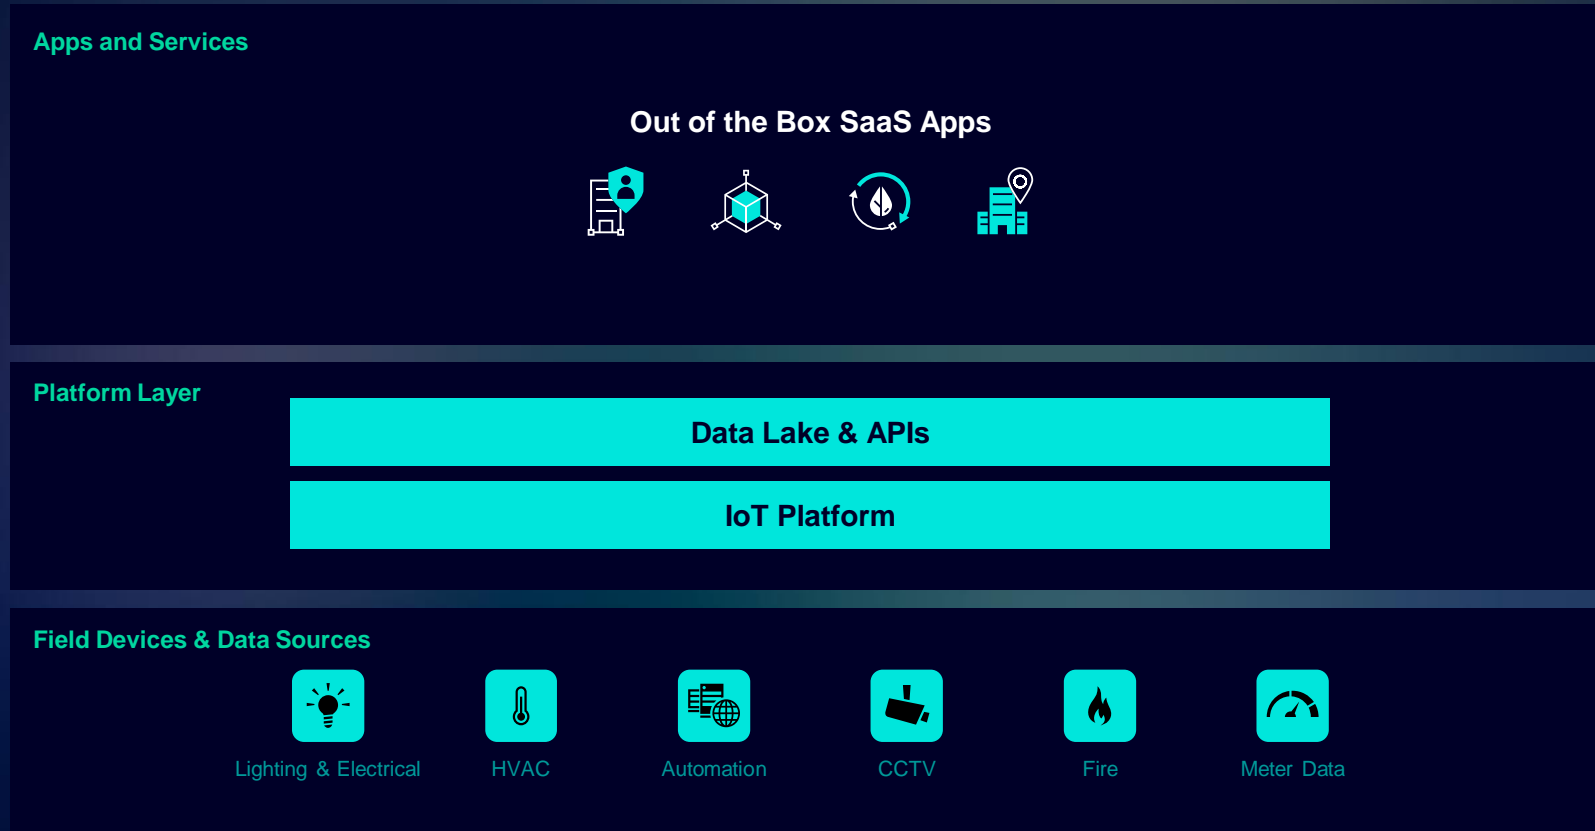 Apps and Services
Out of the Box SaaS Apps
Platform Layer
Data Lake & APIs
IoT Platform
Field Devices & Data Sources
Lighting & Electrical
HVAC
Automation
CCTV
Fire
Meter Data